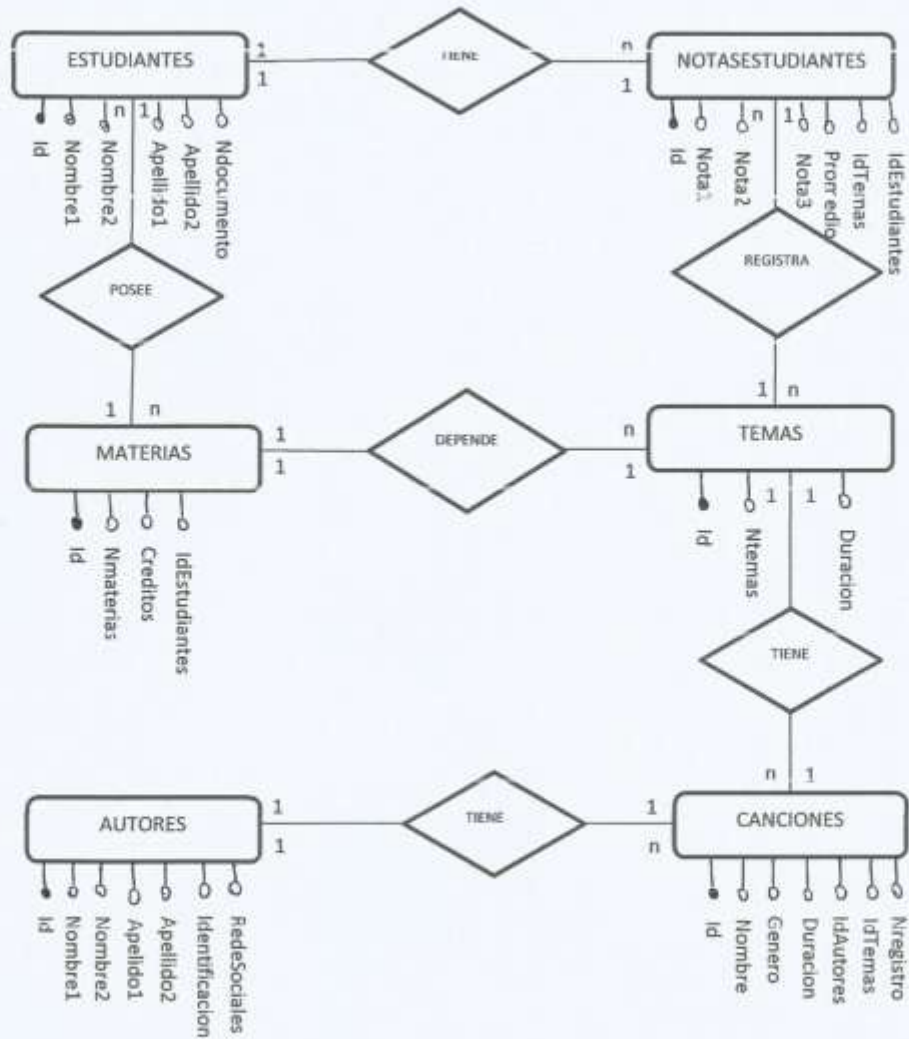 ESTUDIANTES
1
1
TIENE
n
1
NOTASESTUDIANTES
n
1
Id
Nombre1
Nombre2
Apellido1
Apellido2
Ndocumento
n
1
Id
Nota1
Nota2
Nota3
Promedio
IdTemas
IdEstudiantes
POSEE
REGISTRA
1
n
1
n
MATERIAS
1
1
DEPENDE
n
1
TEMAS
Id
Nmaterias
Creditos
IdEstudiantes
1
1
Id
Ntemas
Duracion
TIENE
n
1
AUTORES
1
1
TIENE
1
n
CANCIONES
Id
Nombre1
Nombre2
Apellido1
Apellido2
Identificacion
RedeSociales
Id
Nombre
Genero
Duracion
IdAutores
IdTemas
Nregistro